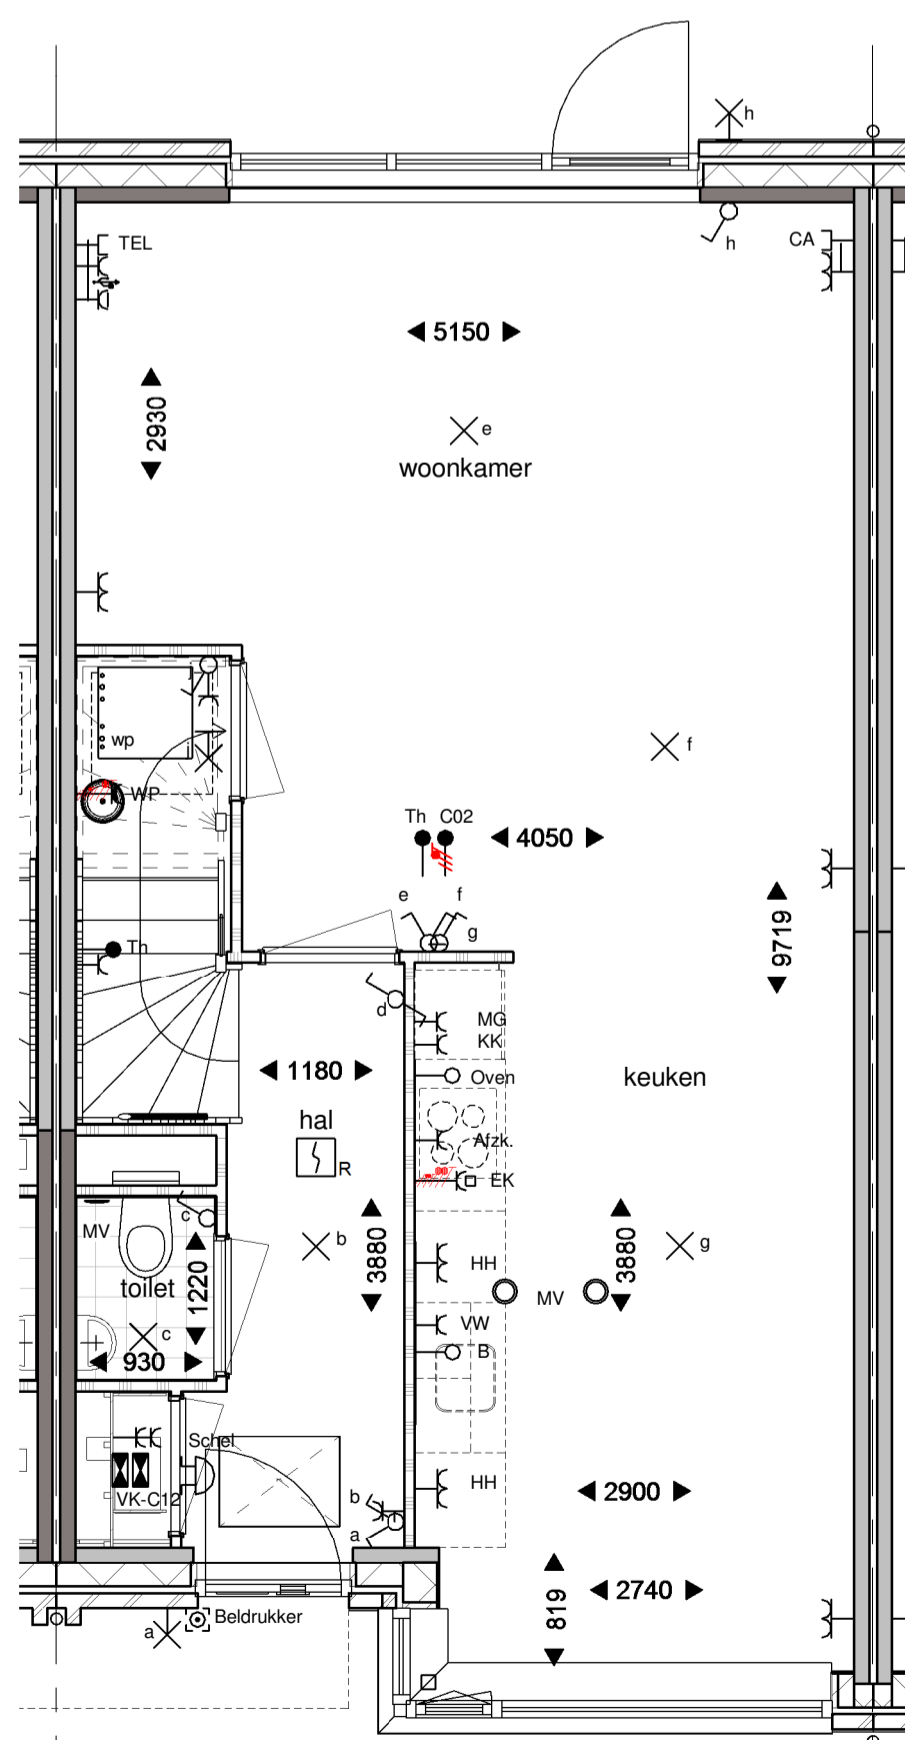 h
TEL
h
CA
5150
2930
e
woonkamer
f
wp
WP
Th
C02
4050
e
f
g
9719
Th
d
MG
KK
1180
Oven
keuken
hal
Afzk.
R
EK
c
MV
b
3880
3880
g
1220
HH
toilet
MV
c
VW
930
B
Schel
HH
2900
VK-C12
b
a
2740
819
Beldrukker
a